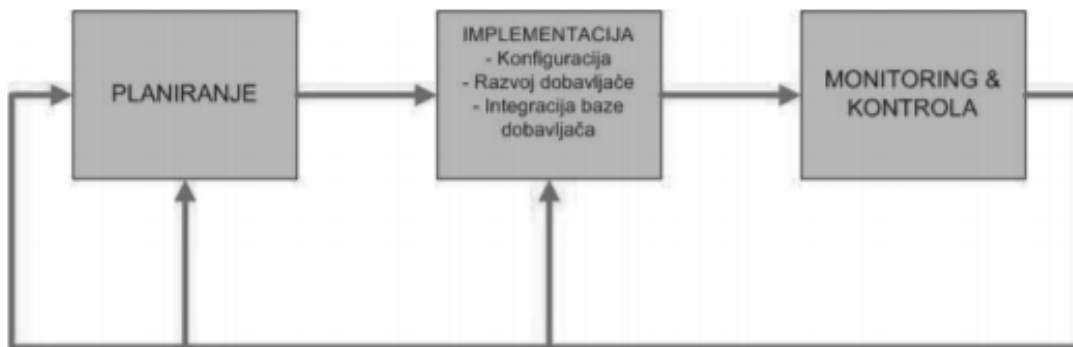 PLANIRANJE
IMPLEMENTACIJA
- Konfiguracija
- Razvoj dobavljače
- Integracija baze
dobavljača
MONITORING &
KONTROLA